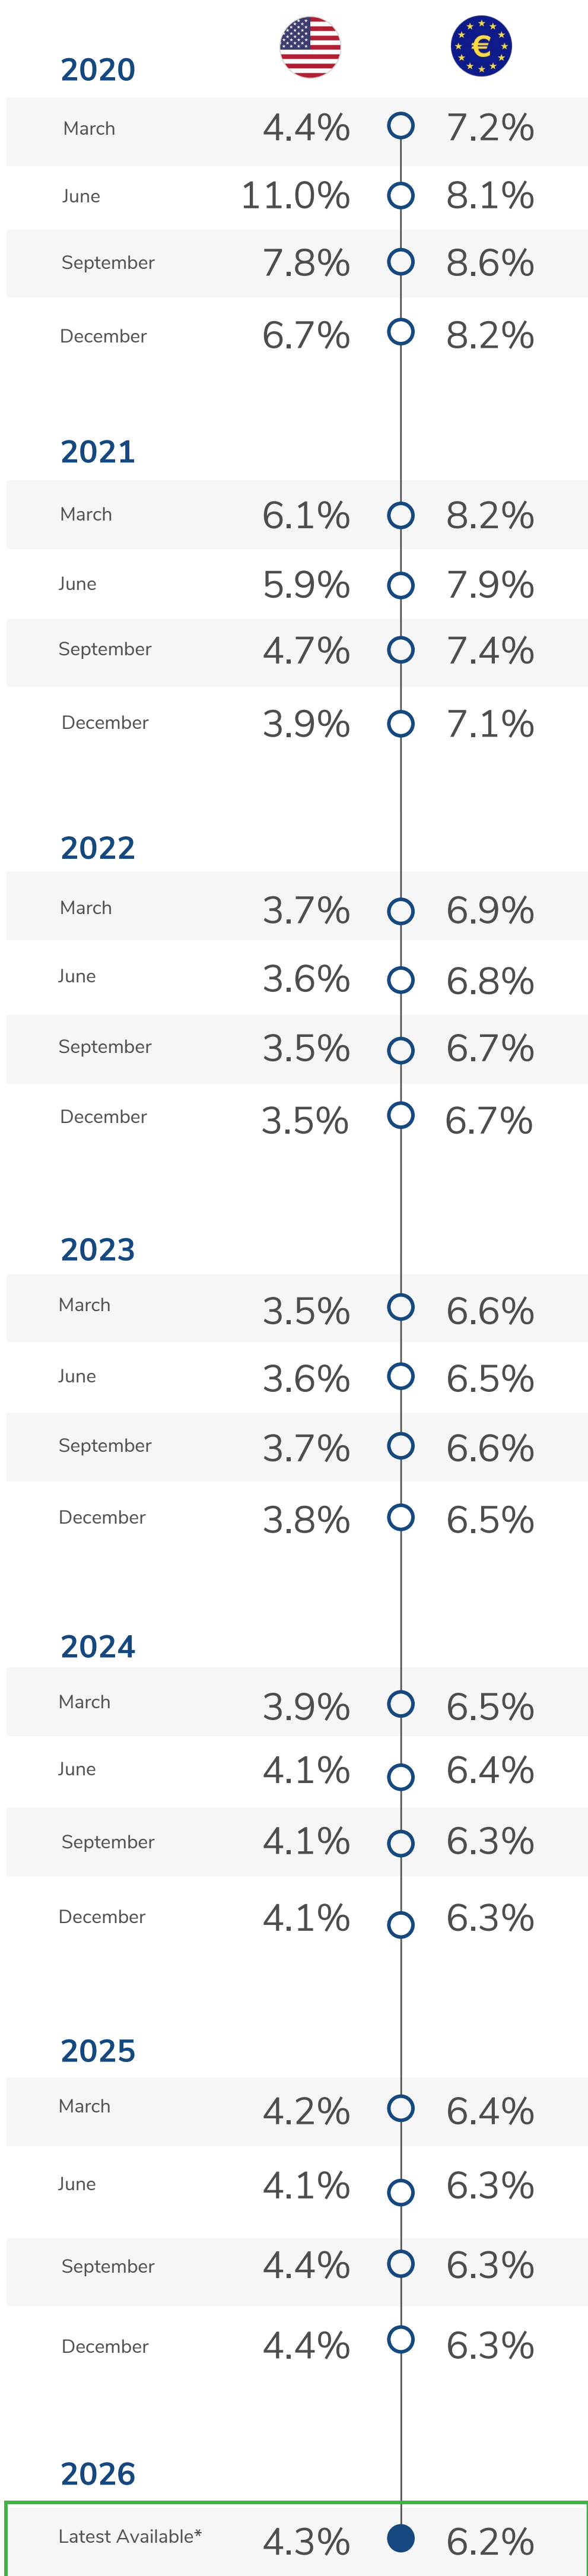 2020 €
March 4.4% 7.2%
June 11.0% 8.1%
September 7.8% 8.6%
December 6.7% 8.2%
2021
March 6.1% 8.2%
June 5.9% 7.9%
September 4.7% 7.4%
December 3.9% 7.1%
2022
March 3.7% 6.9%
June 3.6% 6.8%
September 3.5% 6.7%
December 3.5% 6.7%
2023
March 3.5% 6.6%
June 3.6% 6.5%
September 3.7% 6.6%
December 3.8% 6.5%
2024
March 3.9% 6.5%
June 4.1% 6.4%
September 4.1% 6.3%
December 4.1% 6.3%
2025
March 4.2% 6.4%
June 4.1% 6.3%
September 4.4% 6.3%
December 4.4% 6.3%
2026
Latest Available* 4.3% 6.2%